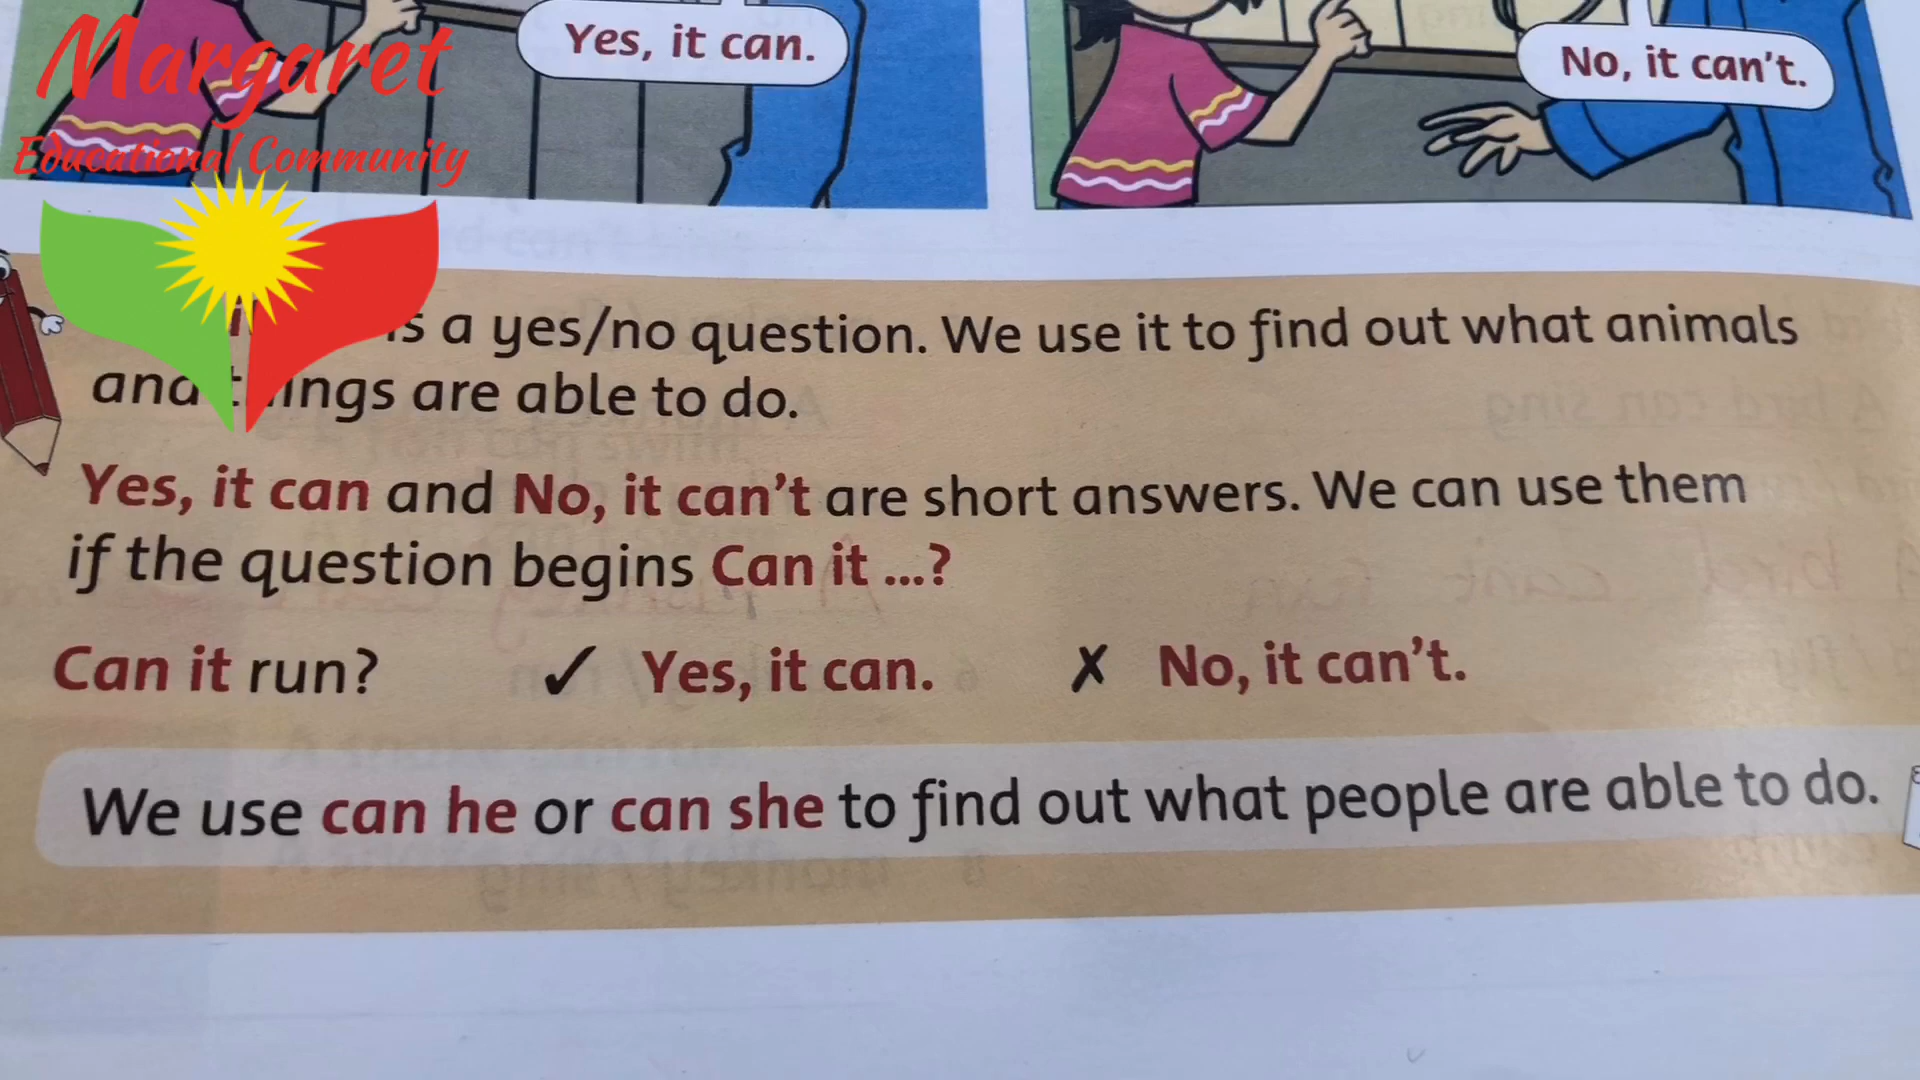 Yes, it can.
No, it can't.
Margaret
Educational Community
is a yes/no question. We use it to find out what animals
and things are able to do.
Yes, it can and No, it can't are short answers. We can use them
if the question begins Can it ...?
Can it run? ✓ Yes, it can. ✗ No, it can't.
We use can he or can she to find out what people are able to do.